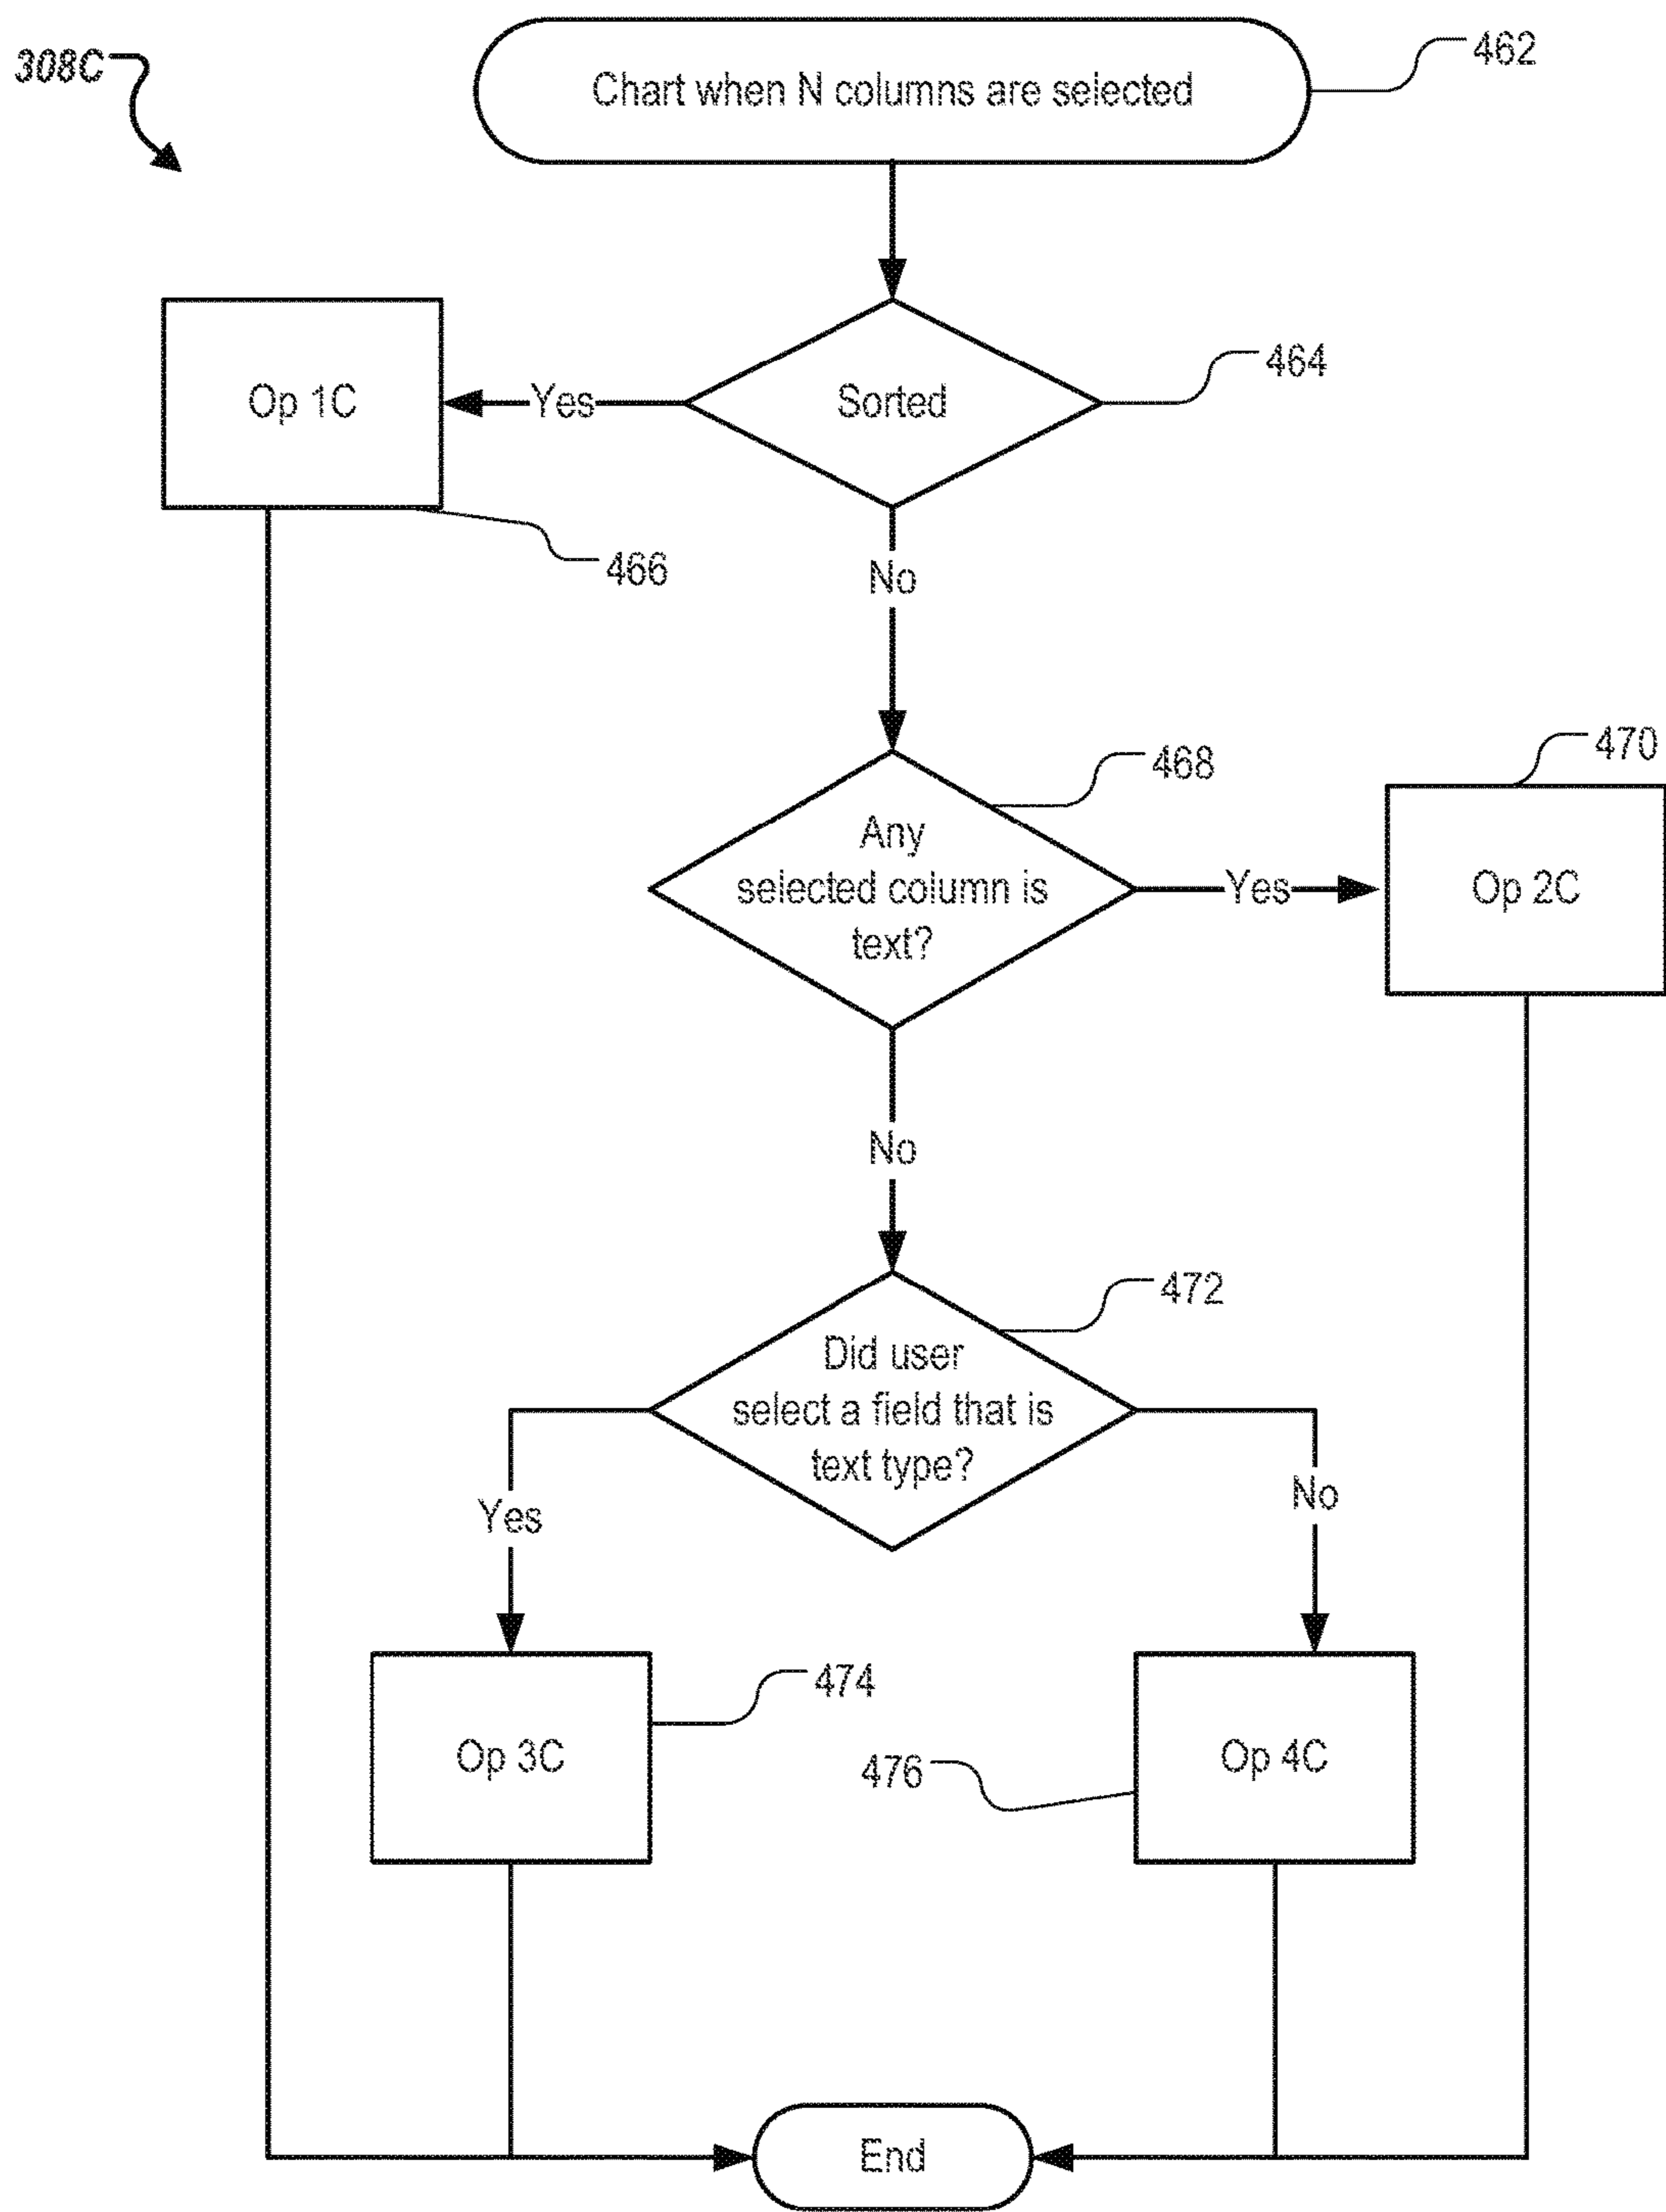 308C
Chart when N columns are selected
462
Op 1C
Yes
Sorted
464
466
No
468
470
Any
selected column is
text?
Yes
Op 2C
No
472
Did user
select a field that is
text type?
Yes
No
474
Op 3C
476
Op 4C
End